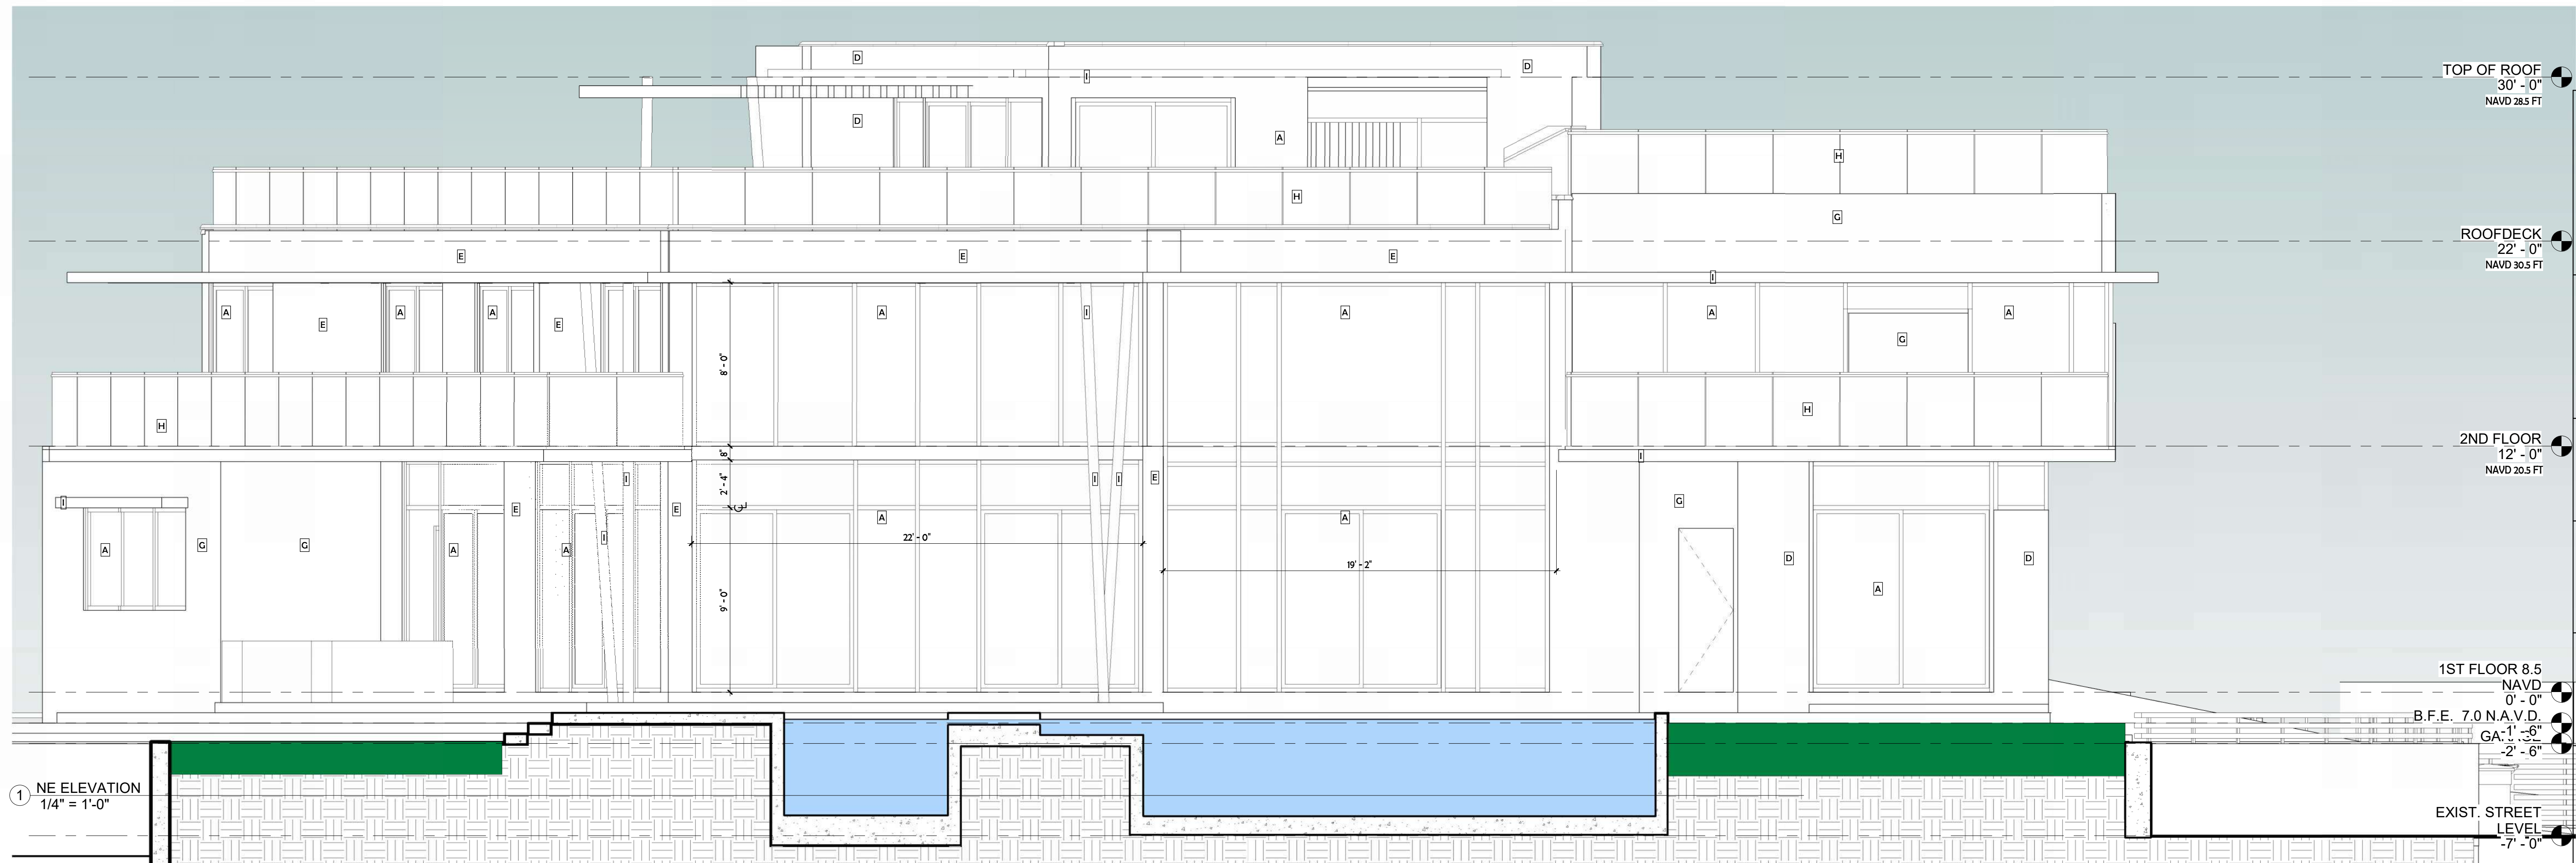 D
D
I
TOP OF ROOF
30' - 0"
NAVD 28.5 FT
D
A
H
H
G
ROOFDECK
22' - 0"
NAVD 30.5 FT
E
E
E
I
A
E
A
A
E
A
I
A
A
G
A
8' - 0"
H
H
2ND FLOOR
12' - 0"
NAVD 20.5 FT
8"
I
I
I
I
E
2' - 4"
G
I
E
E
A
A
A
G
G
A
A
I
22' - 0"
19' - 2"
D
D
A
9' - 0"
1ST FLOOR 8.5
NAVD
0' - 0"
B.F.E. 7.0 N.A.V.D.
-1' - 6"
GARAGE
-2' - 6"
1 NE ELEVATION
1/4" = 1'-0"
EXIST. STREET
LEVEL
-7' - 0"